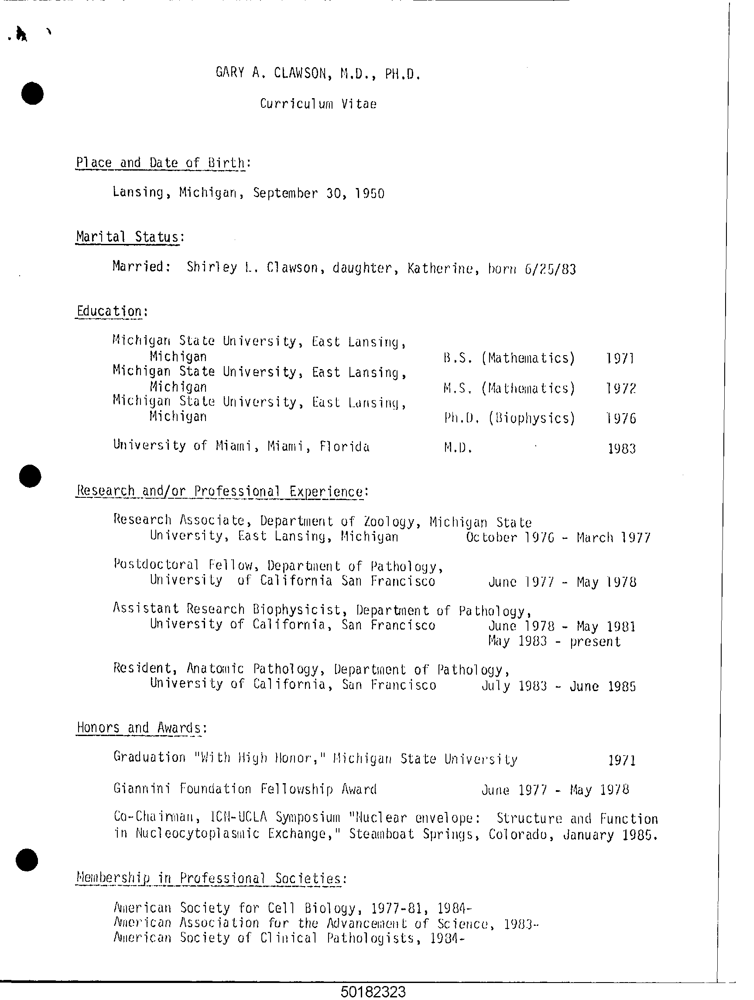 GARY A. CLAWSON, M.D., PH.D.
Curriculum Vitae
Place and Date of Birth:
Lansing, Michigan, September 30, 1950
Marital Status:
Married: Shirley L. Clawson, daughter, Katherine, born 6/25/83
Education:
Michigan State University, East Lansing,
Michigan B.S. (Mathematics) 1971
Michigan State University, East Lansing,
Michigan M.S. (Mathematics) 1972
Michigan State University, East Lansing,
Michigan Ph.D. (Biophysics) 1976
University of Miami, Miami, Florida M.D. 1983
Research and/or Professional Experience:
Research Associate, Department of Zoology, Michigan State
University, East Lansing, Michigan October 1976 - March 1977
Postdoctoral Fellow, Department of Pathology,
University of California San Francisco June 1977 - May 1978
Assistant Research Biophysicist, Department of Pathology,
University of California, San Francisco June 1978 - May 1981
May 1983 - present
Resident, Anatomic Pathology, Department of Pathology,
University of California, San Francisco July 1983 - June 1985
Honors and Awards:
Graduation "With High Honor," Michigan State University 1971
Giannini Foundation Fellowship Award June 1977 - May 1978
Co-Chairman, ICN-UCLA Symposium "Nuclear envelope: Structure and Function
in Nucleocytoplasmic Exchange," Steamboat Springs, Colorado, January 1985.
Membership in Professional Societies:
American Society for Cell Biology, 1977-81, 1984-
American Association for the Advancement of Science, 1983-
American Society of Clinical Pathologists, 1984-
50182323